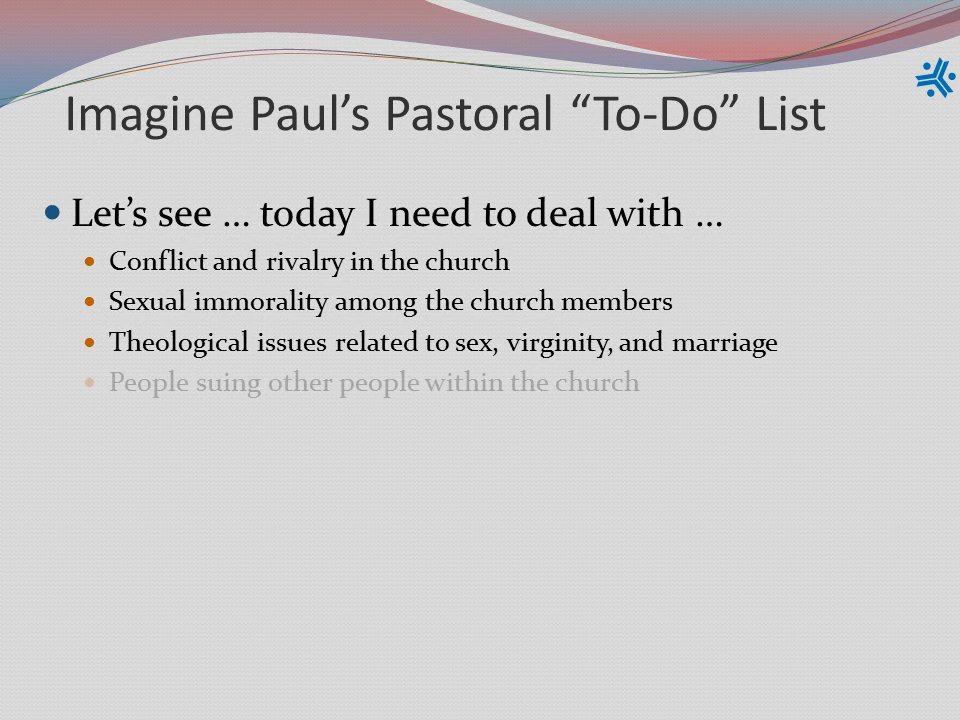 Imagine Paul’s Pastoral “To-Do” List
Let’s see … today I need to deal with …
Conflict and rivalry in the church
Sexual immorality among the church members
Theological issues related to sex, virginity, and marriage
People suing other people within the church